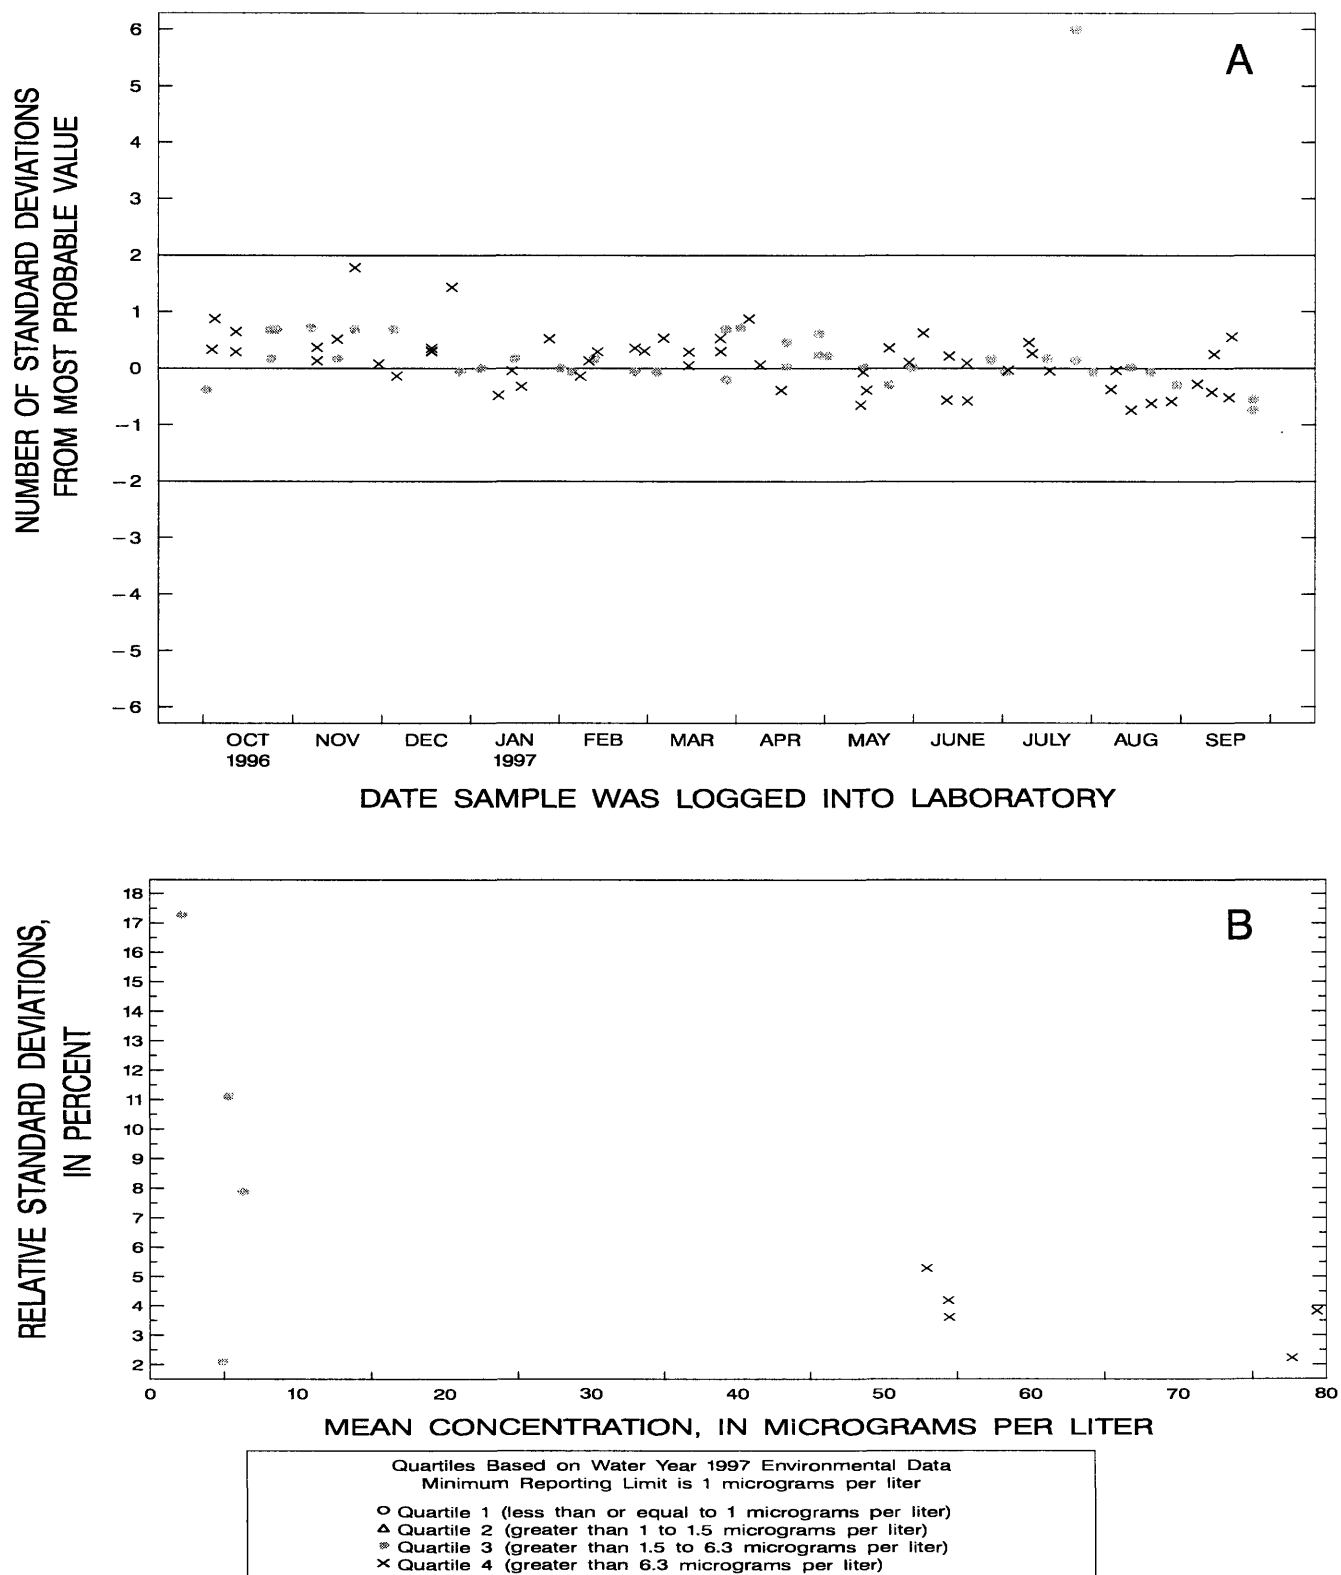 A
NUMBER OF STANDARD DEVIATIONS
FROM MOST PROBABLE VALUE
6
5
4
3
2
1
0
-1
-2
-3
-4
-5
-6
OCT NOV DEC JAN FEB MAR APR MAY JUNE JULY AUG SEP
1996 1997
DATE SAMPLE WAS LOGGED INTO LABORATORY
B
RELATIVE STANDARD DEVIATIONS,
IN PERCENT
18
17
16
15
14
13
12
11
10
9
8
7
6
5
4
3
2
0 10 20 30 40 50 60 70 80
MEAN CONCENTRATION, IN MICROGRAMS PER LITER
Quartiles Based on Water Year 1997 Environmental Data
Minimum Reporting Limit is 1 micrograms per liter
Quartile 1 (less than or equal to 1 micrograms per liter)
Quartile 2 (greater than 1 to 1.5 micrograms per liter)
Quartile 3 (greater than 1.5 to 6.3 micrograms per liter)
Quartile 4 (greater than 6.3 micrograms per liter)